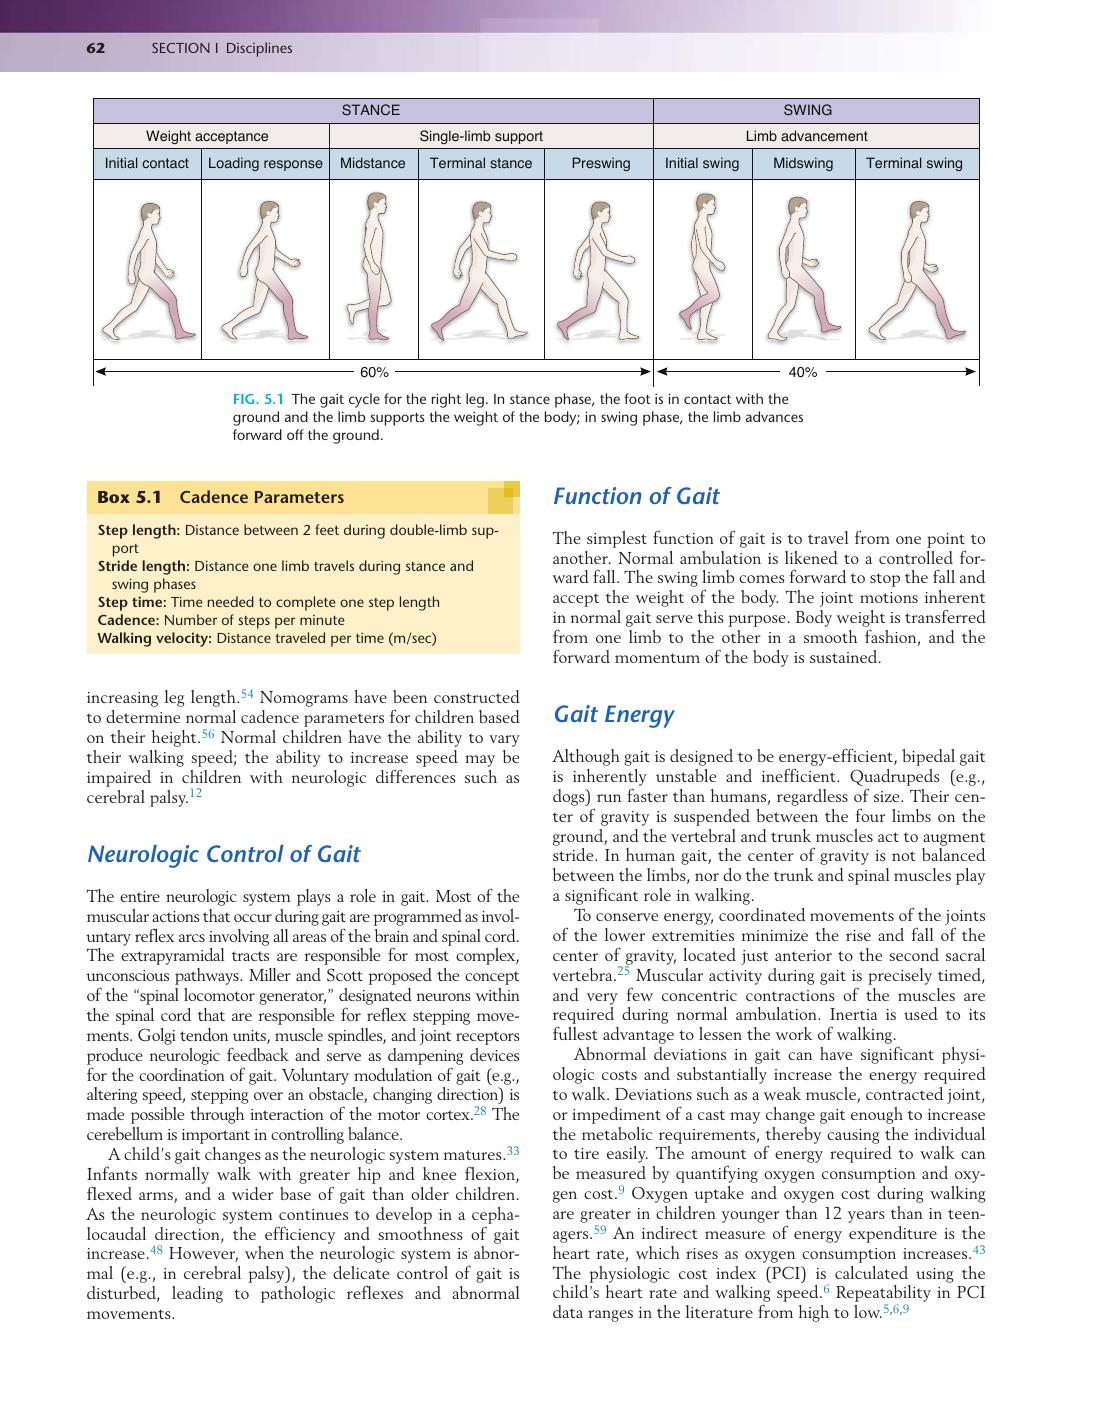 62 SECTION I Disciplines
STANCE SWING
Weight acceptance Single-limb support Limb advancement
Initial contact Loading response Midstance Terminal stance Preswing Initial swing Midswing Terminal swing
60% 40%
FIG. 5.1 The gait cycle for the right leg. In stance phase, the foot is in contact with the
ground and the limb supports the weight of the body; in swing phase, the limb advances
forward off the ground.
Box 5.1 Cadence Parameters
Step length: Distance between 2 feet during double-limb sup-
port
Stride length: Distance one limb travels during stance and
swing phases
Step time: Time needed to complete one step length
Cadence: Number of steps per minute
Walking velocity: Distance traveled per time (m/sec)
increasing leg length.54 Nomograms have been constructed
to determine normal cadence parameters for children based
on their height.56 Normal children have the ability to vary
their walking speed; the ability to increase speed may be
impaired in children with neurologic differences such as
cerebral palsy.12
Neurologic Control of Gait
The entire neurologic system plays a role in gait. Most of the
muscular actions that occur during gait are programmed as invol-
untary reflex arcs involving all areas of the brain and spinal cord.
The extrapyramidal tracts are responsible for most complex,
unconscious pathways. Miller and Scott proposed the concept
of the “spinal locomotor generator,” designated neurons within
the spinal cord that are responsible for reflex stepping move-
ments. Golgi tendon units, muscle spindles, and joint receptors
produce neurologic feedback and serve as dampening devices
for the coordination of gait. Voluntary modulation of gait (e.g.,
altering speed, stepping over an obstacle, changing direction) is
made possible through interaction of the motor cortex.28 The
cerebellum is important in controlling balance.
A child’s gait changes as the neurologic system matures.33
Infants normally walk with greater hip and knee flexion,
flexed arms, and a wider base of gait than older children.
As the neurologic system continues to develop in a cepha-
locaudal direction, the efficiency and smoothness of gait
increase.48 However, when the neurologic system is abnor-
mal (e.g., in cerebral palsy), the delicate control of gait is
disturbed, leading to pathologic reflexes and abnormal
movements.
Function of Gait
The simplest function of gait is to travel from one point to
another. Normal ambulation is likened to a controlled for-
ward fall. The swing limb comes forward to stop the fall and
accept the weight of the body. The joint motions inherent
in normal gait serve this purpose. Body weight is transferred
from one limb to the other in a smooth fashion, and the
forward momentum of the body is sustained.
Gait Energy
Although gait is designed to be energy-efficient, bipedal gait
is inherently unstable and inefficient. Quadrupeds (e.g.,
dogs) run faster than humans, regardless of size. Their cen-
ter of gravity is suspended between the four limbs on the
ground, and the vertebral and trunk muscles act to augment
stride. In human gait, the center of gravity is not balanced
between the limbs, nor do the trunk and spinal muscles play
a significant role in walking.
To conserve energy, coordinated movements of the joints
of the lower extremities minimize the rise and fall of the
center of gravity, located just anterior to the second sacral
vertebra.25 Muscular activity during gait is precisely timed,
and very few concentric contractions of the muscles are
required during normal ambulation. Inertia is used to its
fullest advantage to lessen the work of walking.
Abnormal deviations in gait can have significant physi-
ologic costs and substantially increase the energy required
to walk. Deviations such as a weak muscle, contracted joint,
or impediment of a cast may change gait enough to increase
the metabolic requirements, thereby causing the individual
to tire easily. The amount of energy required to walk can
be measured by quantifying oxygen consumption and oxy-
gen cost.9 Oxygen uptake and oxygen cost during walking
are greater in children younger than 12 years than in teen-
agers.59 An indirect measure of energy expenditure is the
heart rate, which rises as oxygen consumption increases.43
The physiologic cost index (PCI) is calculated using the
child’s heart rate and walking speed.6 Repeatability in PCI
data ranges in the literature from high to low.5,6,9